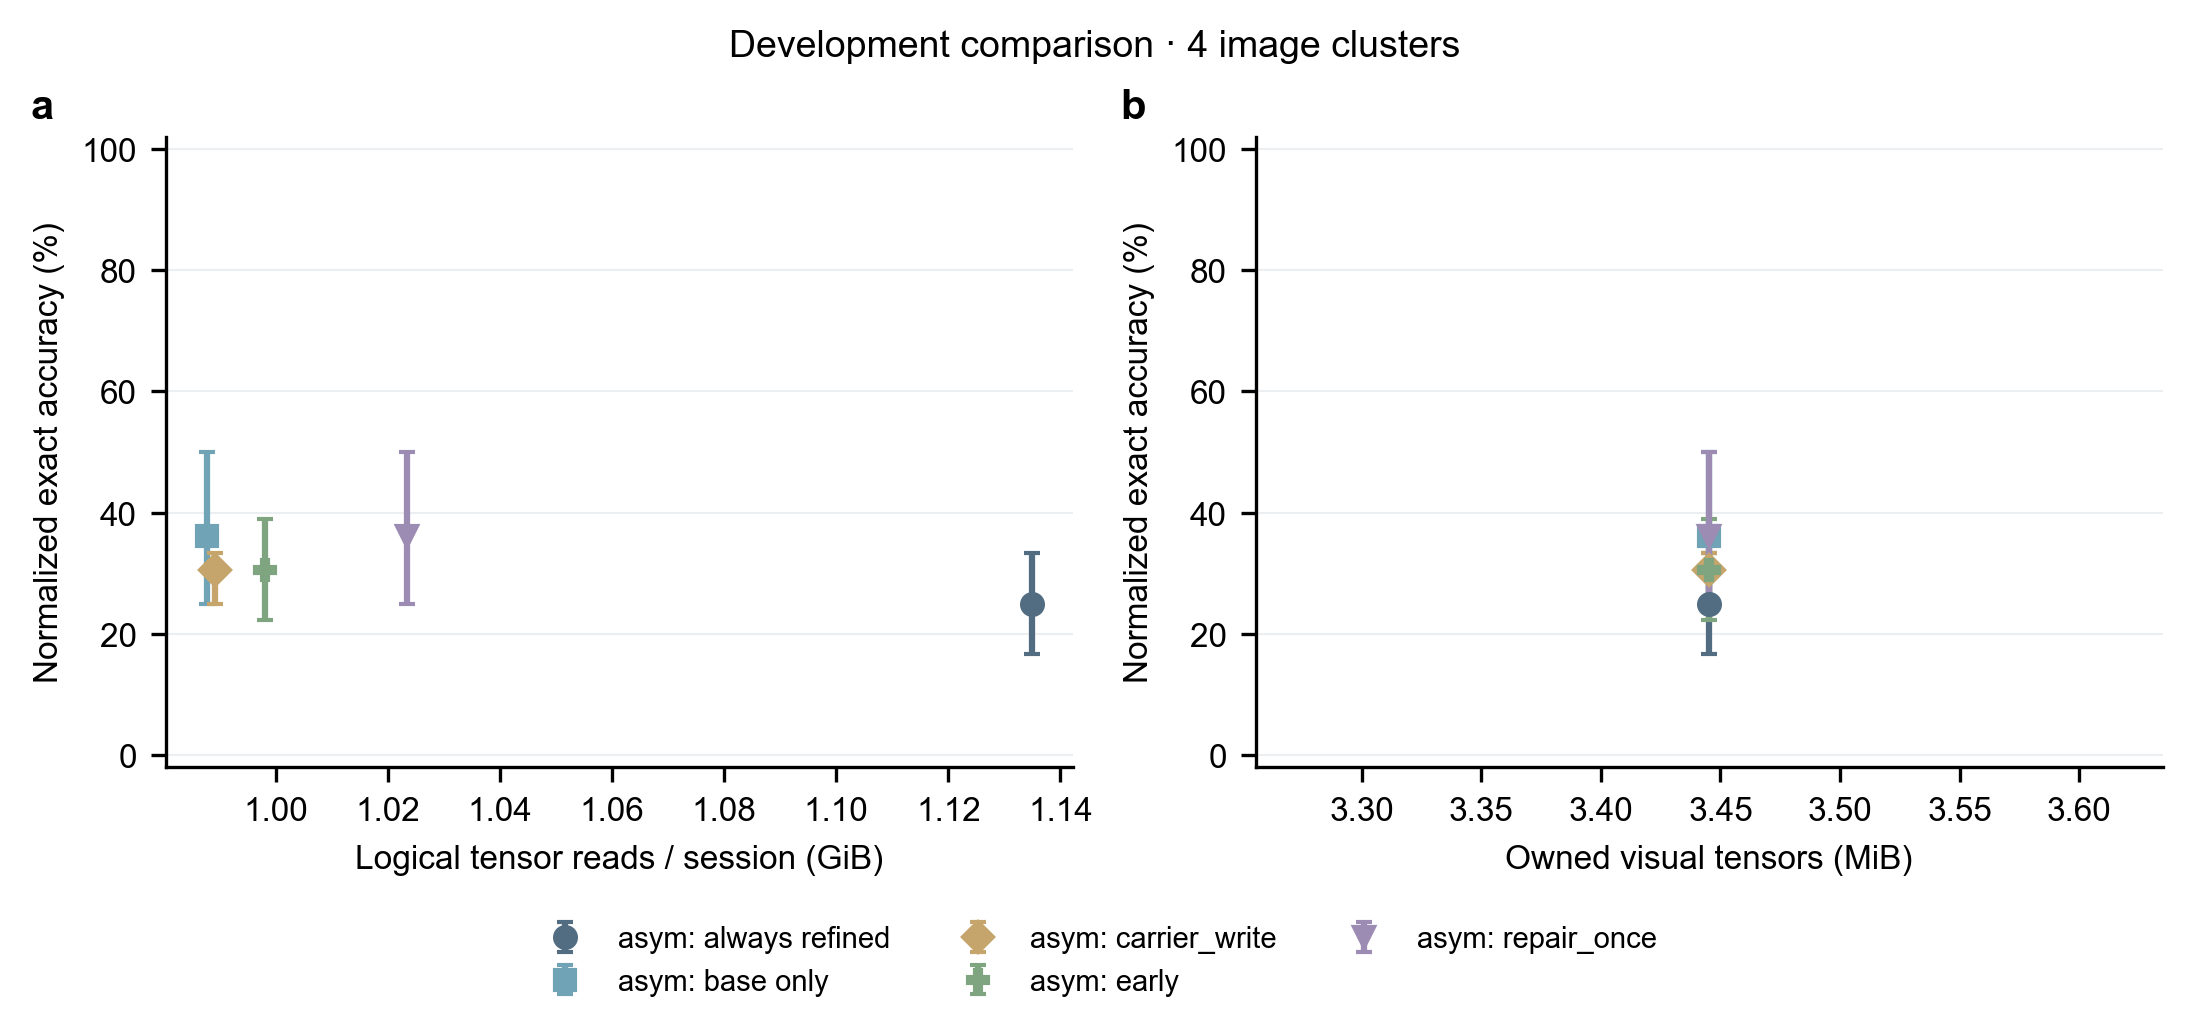 Development comparison · 4 image clusters
a
Normalized exact accuracy (%)
100
80
60
40
20
0
1.00 1.02 1.04 1.06 1.08 1.10 1.12 1.14
Logical tensor reads / session (GiB)
b
Normalized exact accuracy (%)
100
80
60
40
20
0
3.30 3.35 3.40 3.45 3.50 3.55 3.60
Owned visual tensors (MiB)
asym: always refined
asym: base only
asym: carrier_write
asym: early
asym: repair_once